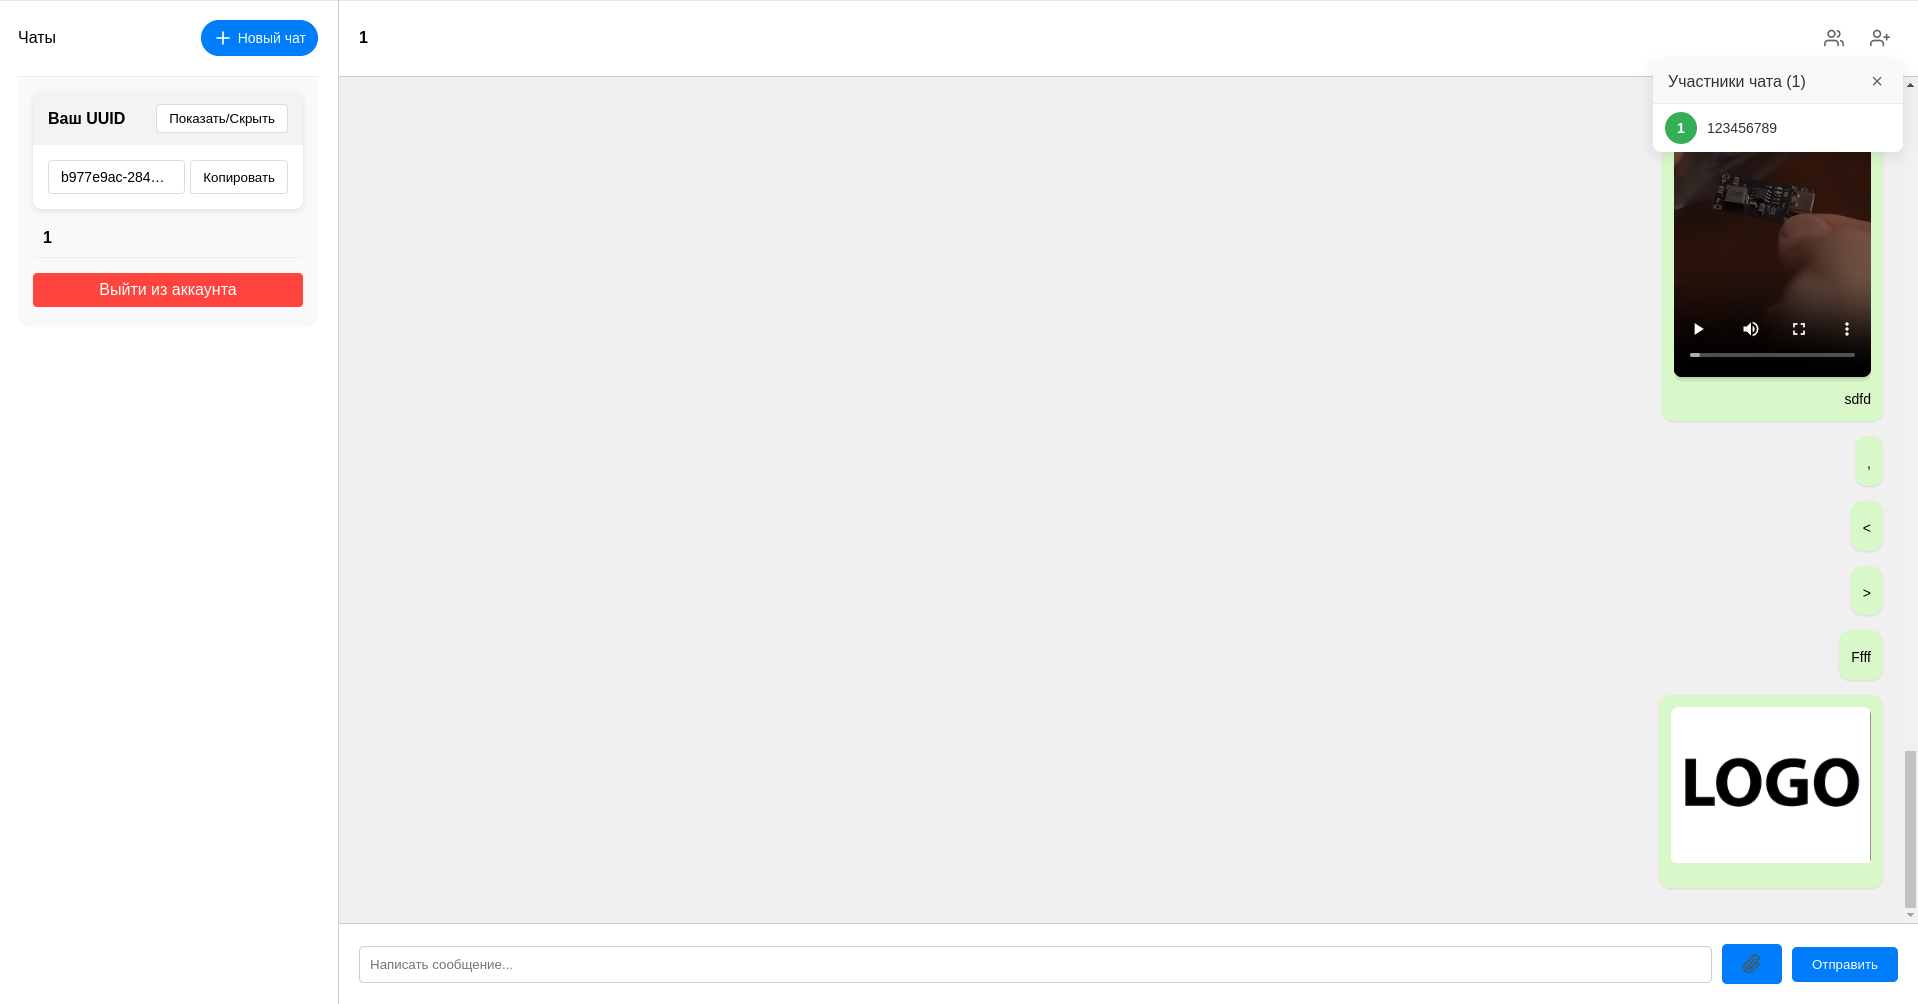 Чаты
Новый чат
Ваш UUID
Показать/Скрыть
b977e9ac-284…
Копировать
1
Выйти из аккаунта
1
Участники чата (1)
×
1
123456789
sdfd
,
<
>
Ffff
LOGO
Написать сообщение...
Отправить